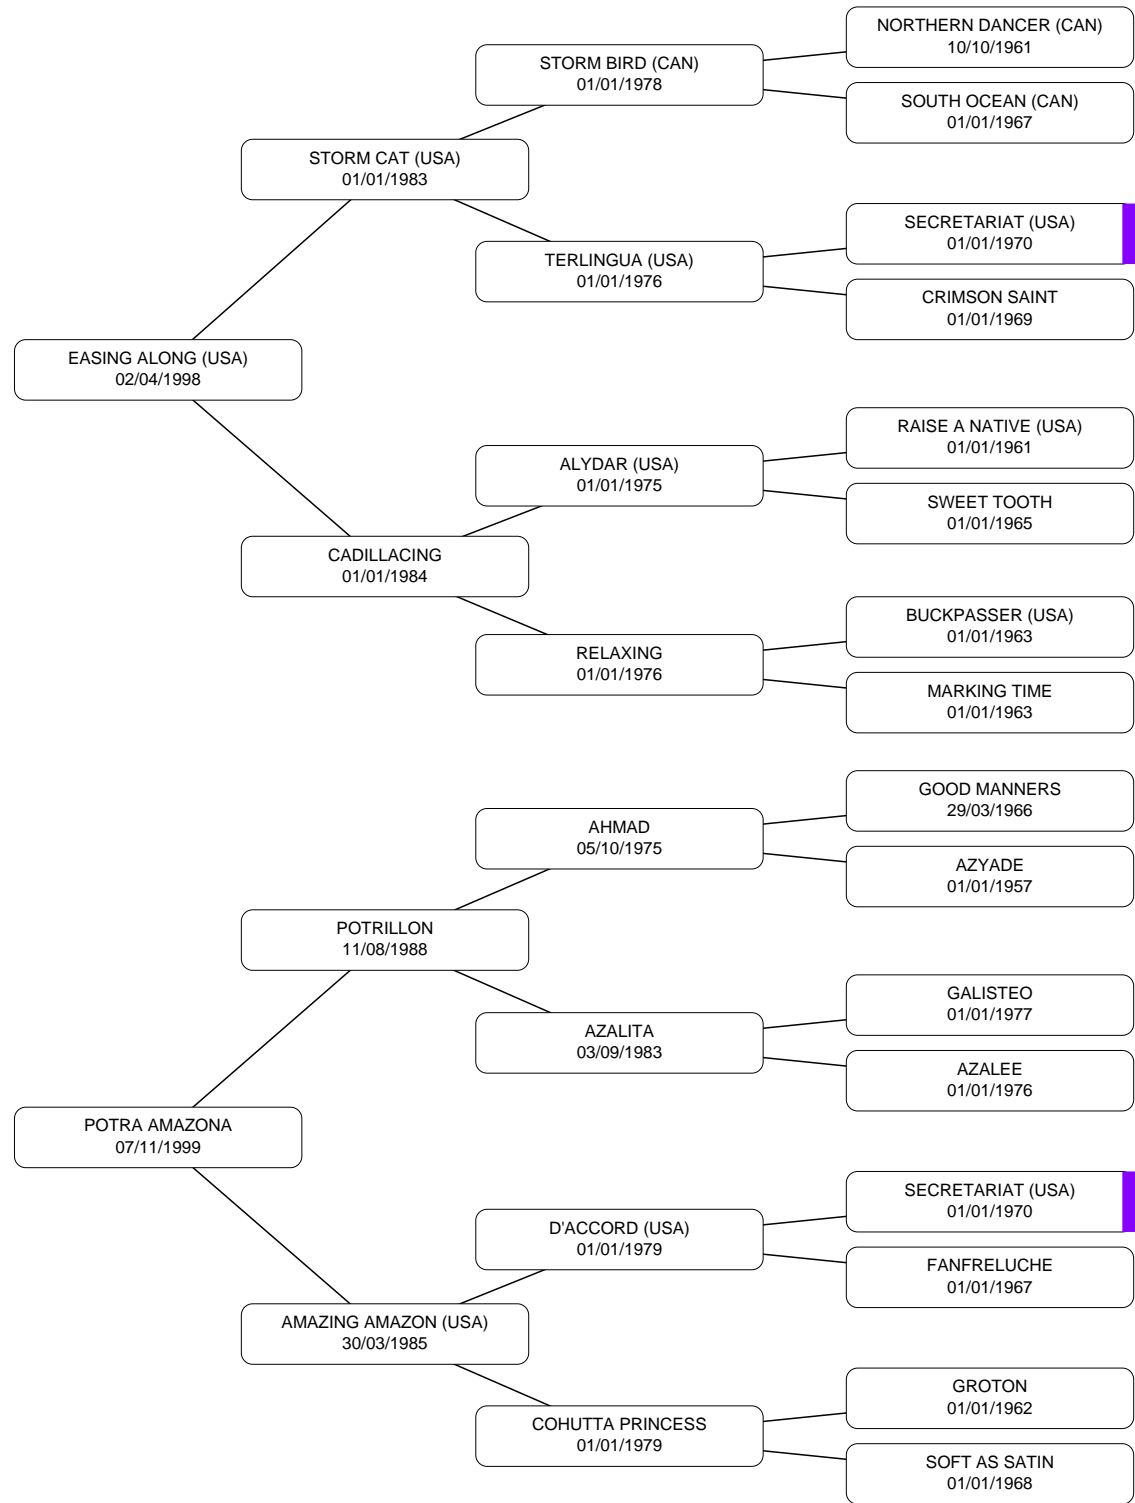 NORTHERN DANCER (CAN)
10/10/1961
STORM BIRD (CAN)
01/01/1978
SOUTH OCEAN (CAN)
01/01/1967
STORM CAT (USA)
01/01/1983
SECRETARIAT (USA)
01/01/1970
TERLINGUA (USA)
01/01/1976
CRIMSON SAINT
01/01/1969
EASING ALONG (USA)
02/04/1998
RAISE A NATIVE (USA)
01/01/1961
ALYDAR (USA)
01/01/1975
SWEET TOOTH
01/01/1965
CADILLACING
01/01/1984
BUCKPASSER (USA)
01/01/1963
RELAXING
01/01/1976
MARKING TIME
01/01/1963
GOOD MANNERS
29/03/1966
AHMAD
05/10/1975
AZYADE
01/01/1957
POTRILLON
11/08/1988
GALISTEO
01/01/1977
AZALITA
03/09/1983
AZALEE
01/01/1976
POTRA AMAZONA
07/11/1999
SECRETARIAT (USA)
01/01/1970
D'ACCORD (USA)
01/01/1979
FANFRELUCHE
01/01/1967
AMAZING AMAZON (USA)
30/03/1985
GROTON
01/01/1962
COHUTTA PRINCESS
01/01/1979
SOFT AS SATIN
01/01/1968